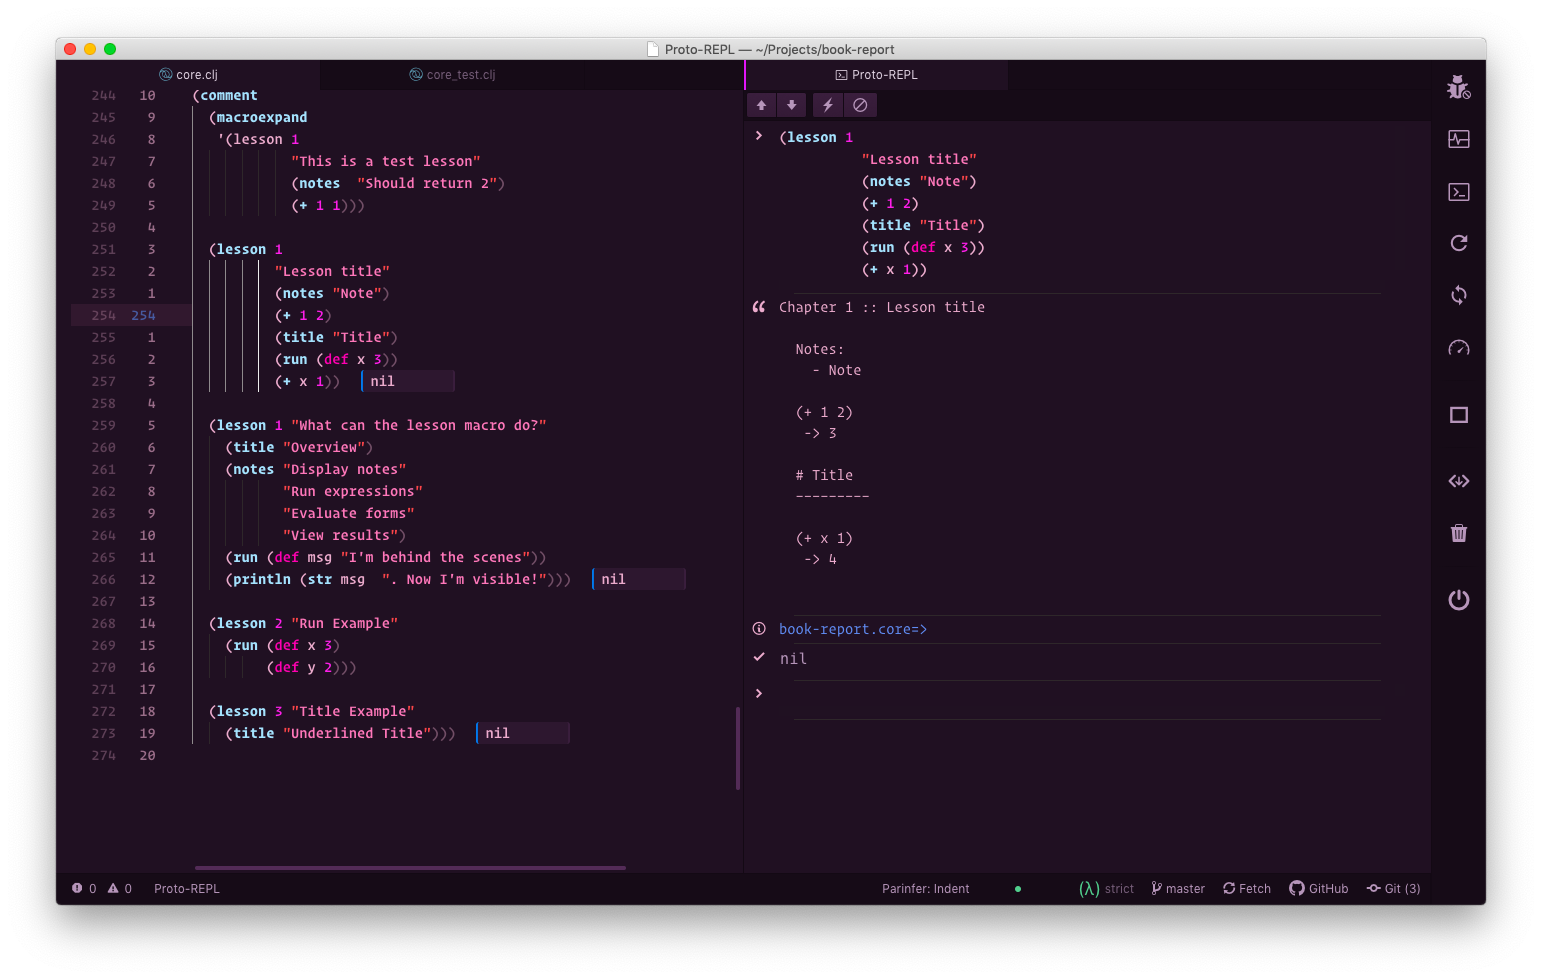 Proto-REPL — ~/Projects/book-report
core.clj
core_test.clj
Proto-REPL
244 10 (comment
245 9 (macroexpand
246 8 '(lesson 1
247 7 "This is a test lesson"
248 6 (notes  "Should return 2")
249 5 (+ 1 1)))
250 4
251 3 (lesson 1
252 2 "Lesson title"
253 1 (notes "Note")
254 254 (+ 1 2)
255 1 (title "Title")
256 2 (run (def x 3))
257 3 (+ x 1)) nil
258 4
259 5 (lesson 1 "What can the lesson macro do?"
260 6 (title "Overview")
261 7 (notes "Display notes"
262 8 "Run expressions"
263 9 "Evaluate forms"
264 10 "View results")
265 11 (run (def msg "I'm behind the scenes"))
266 12 (println (str msg  ". Now I'm visible!"))) nil
267 13
268 14 (lesson 2 "Run Example"
269 15 (run (def x 3)
270 16 (def y 2)))
271 17
272 18 (lesson 3 "Title Example"
273 19 (title "Underlined Title"))) nil
274 20
(lesson 1
"Lesson title"
(notes "Note")
(+ 1 2)
(title "Title")
(run (def x 3))
(+ x 1))
Chapter 1 :: Lesson title
Notes:
- Note
(+ 1 2)
-> 3
# Title
---------
(+ x 1)
-> 4
book-report.core=>
nil
0 0 Proto-REPL
Parinfer: Indent (λ) strict master Fetch GitHub Git (3)